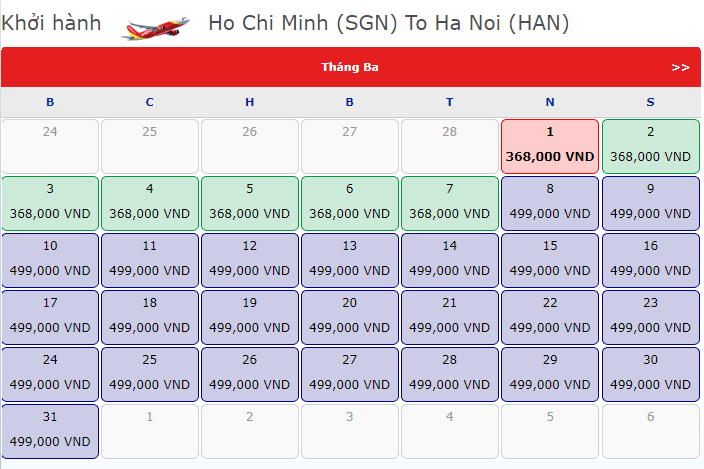 Khởi hành Ho Chi Minh (SGN) To Ha Noi (HAN)
Tháng Ba >>
B C H B T N S
24 25 26 27 28 1 2
368,000 VND 368,000 VND
3 4 5 6 7 8 9
368,000 VND 368,000 VND 368,000 VND 368,000 VND 368,000 VND 499,000 VND 499,000 VND
10 11 12 13 14 15 16
499,000 VND 499,000 VND 499,000 VND 499,000 VND 499,000 VND 499,000 VND 499,000 VND
17 18 19 20 21 22 23
499,000 VND 499,000 VND 499,000 VND 499,000 VND 499,000 VND 499,000 VND 499,000 VND
24 25 26 27 28 29 30
499,000 VND 499,000 VND 499,000 VND 499,000 VND 499,000 VND 499,000 VND 499,000 VND
31 1 2 3 4 5 6
499,000 VND